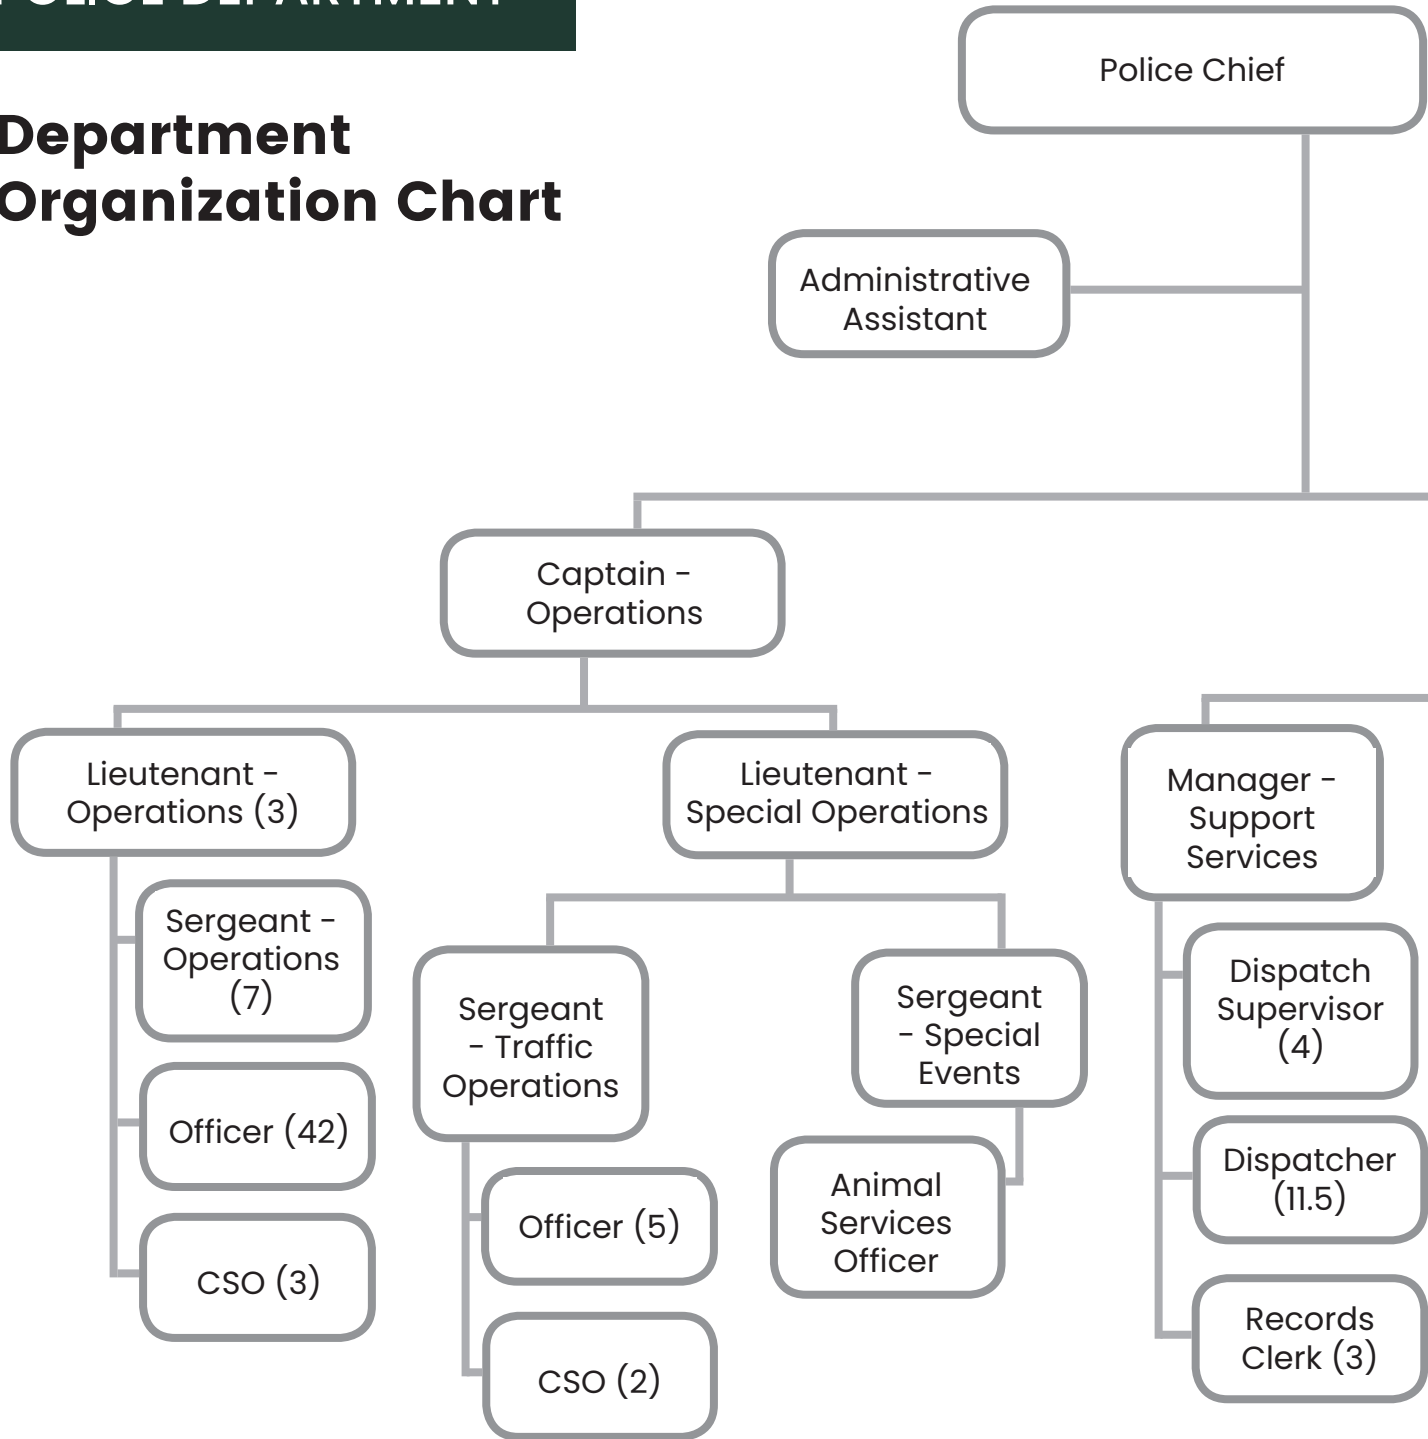 POLICE DEPARTMENT
Department
Organization Chart
Police Chief
Administrative
Assistant
Captain -
Operations
Lieutenant -
Operations (3)
Sergeant -
Operations
(7)
Officer (42)
CSO (3)
Lieutenant -
Special Operations
Sergeant
- Traffic
Operations
Officer (5)
CSO (2)
Sergeant
- Special
Events
Animal
Services
Officer
Manager -
Support
Services
Dispatch
Supervisor
(4)
Dispatcher
(11.5)
Records
Clerk (3)